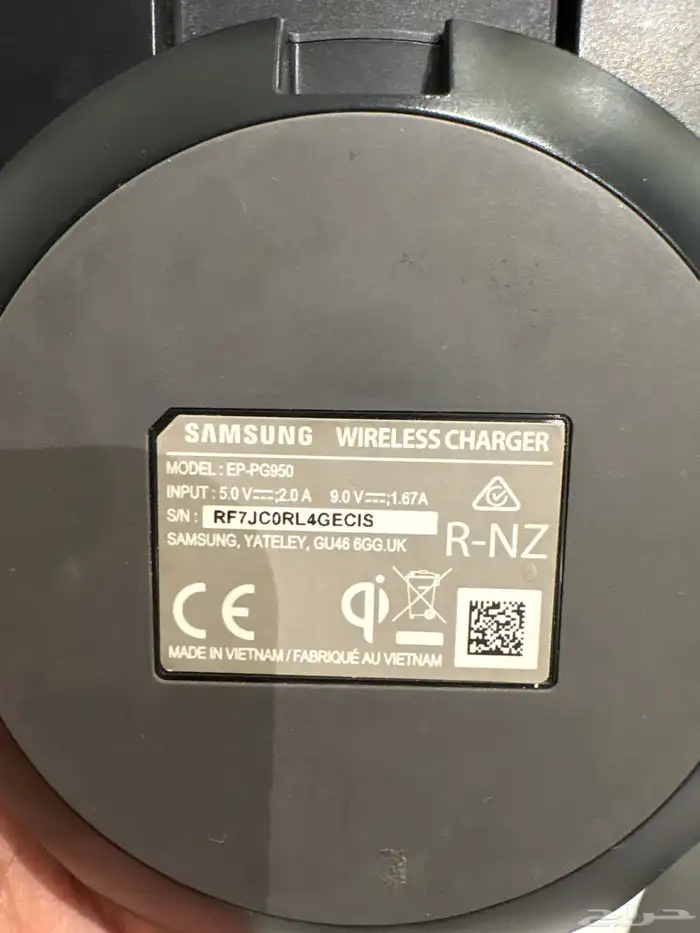 SAMSUNG WIRELESS CHARGER
MODEL : EP-PG950
INPUT : 5.0 V⎓;2.0 A 9.0 V⎓;1.67A
S/N : RF7JC0RL4GECIS
SAMSUNG, YATELEY, GU46 6GG.UK
R-NZ
CE qi
MADE IN VIETNAM / FABRIQUÉ AU VIETNAM
حراج